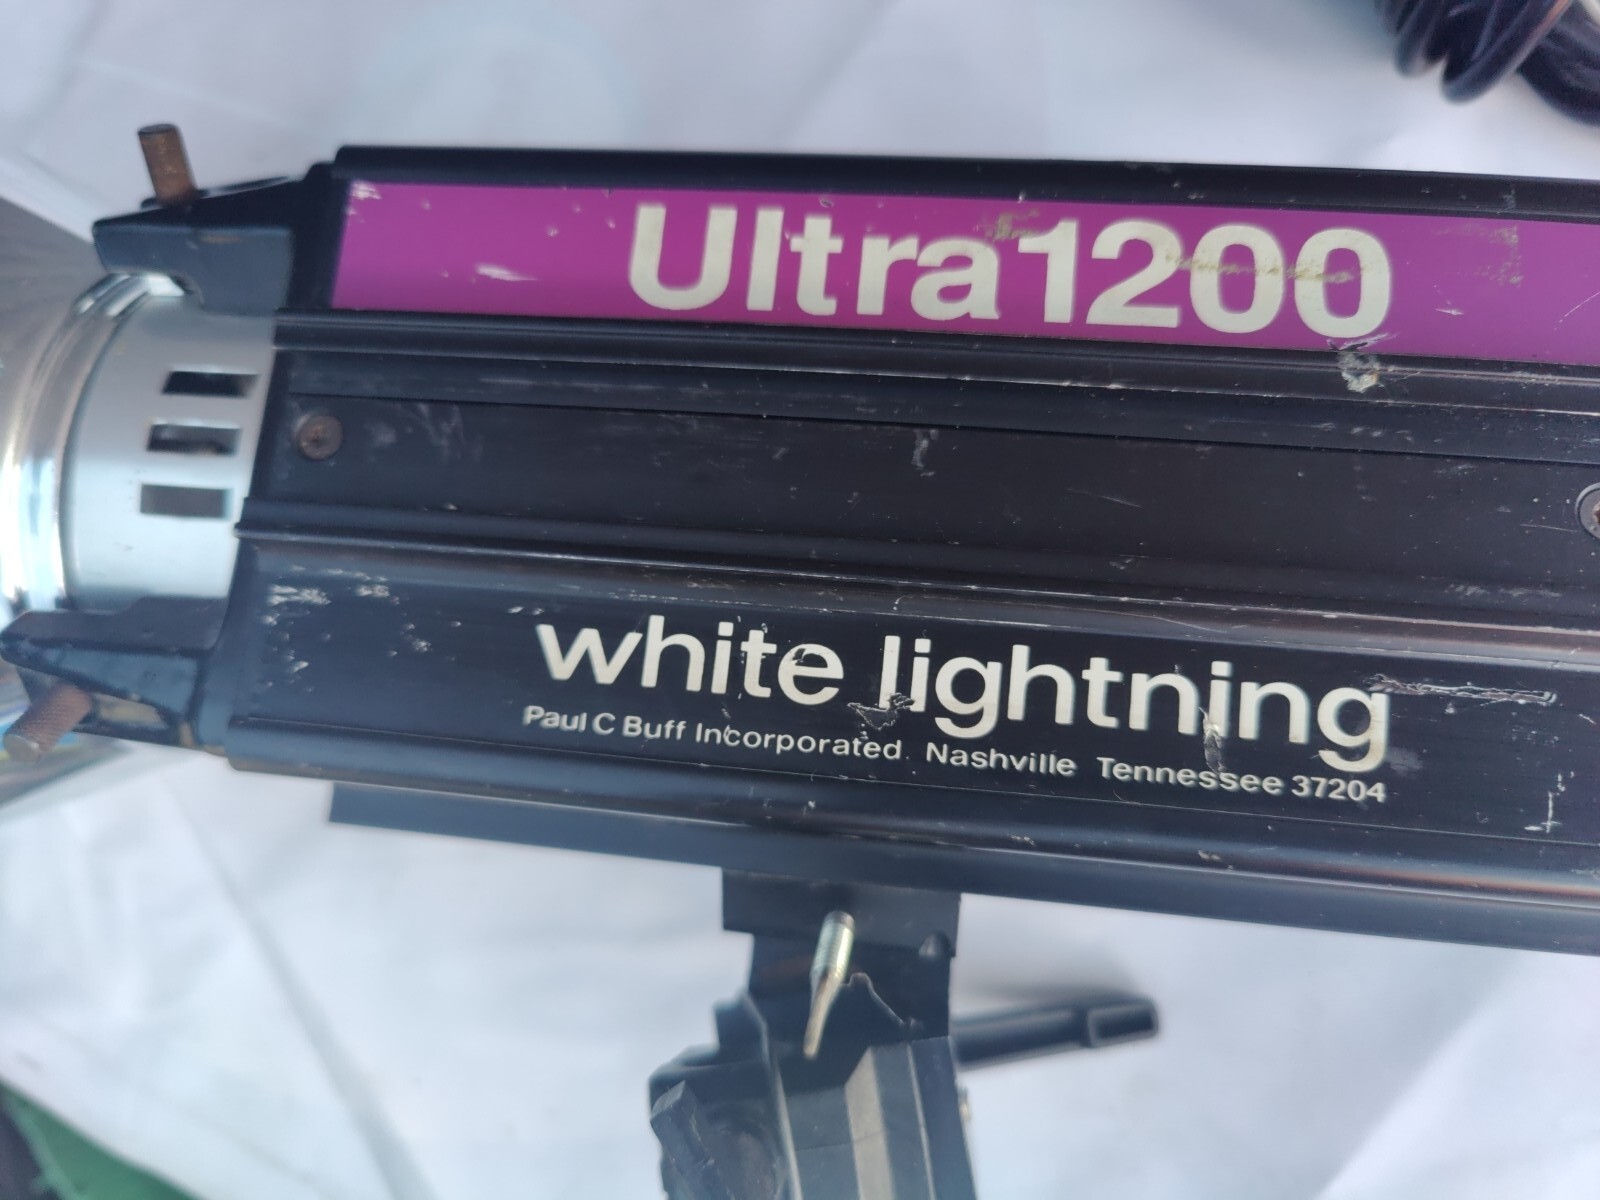 Ultra1200
white lightning
Paul C Buff Incorporated Nashville Tennessee 37204